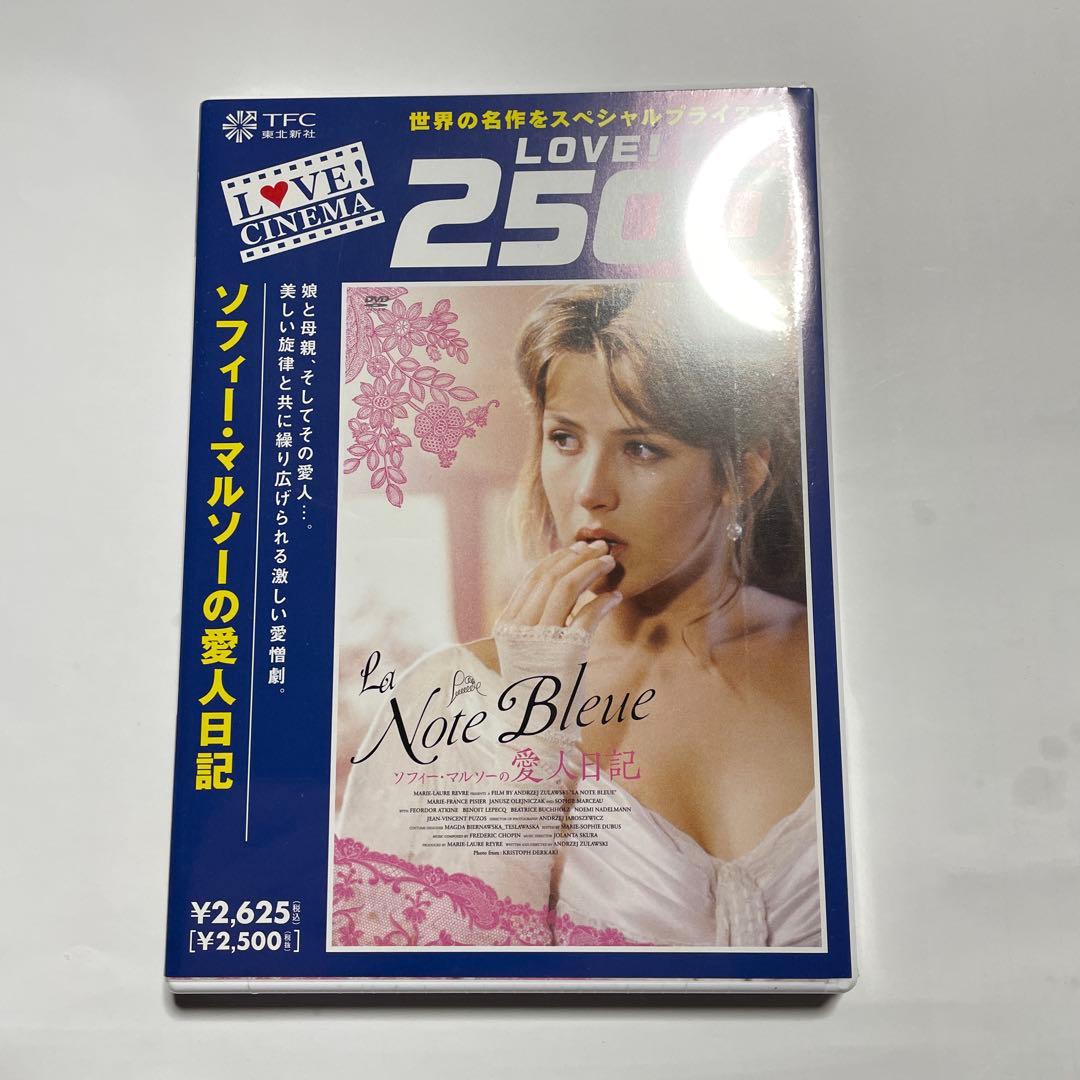 TFC
東北新社
世界の名作をスペシャルプライスで
LOVE!
2500
LOVE!
CINEMA
ソフィー・マルソーの愛人日記
娘と母親、そしてその愛人…。
美しい旋律と共に繰り広げられる激しい愛憎劇。
DVD
La
Note Bleue
ソフィー・マルソーの愛人日記
MARIE-LAURE REYRE PRESENTS A FILM BY ANDRZEJ ZULAWSKI "LA NOTE BLEUE"
MARIE-FRANCE PISIER JANUSZ OLEJNICZAK AND SOPHIE MARCEAU
WITH FEORDOR ATKINE BENOIT LEPECQ BEATRICE BUCHHOLZ NOEMI NADELMANN
JEAN-VINCENT PUZOS DIRECTOR OF PHOTOGRAPHY ANDRZEJ JAROSZEWICZ
COSTUME DESIGNER MAGDA BIERNAWSKA_TESLAWASKA EDITED BY MARIE-SOPHIE DUBUS
MUSIC COMPOSED BY FREDERIC CHOPIN MUSIC DIRECTOR JOLANTA SKURA
PRODUCED BY MARIE-LAURE REYRE WRITTEN AND DIRECTED BY ANDRZEJ ZULAWSKI
Photo from : KRISTOPH DERKAKI
¥2,625(税込)
[¥2,500(税抜)]